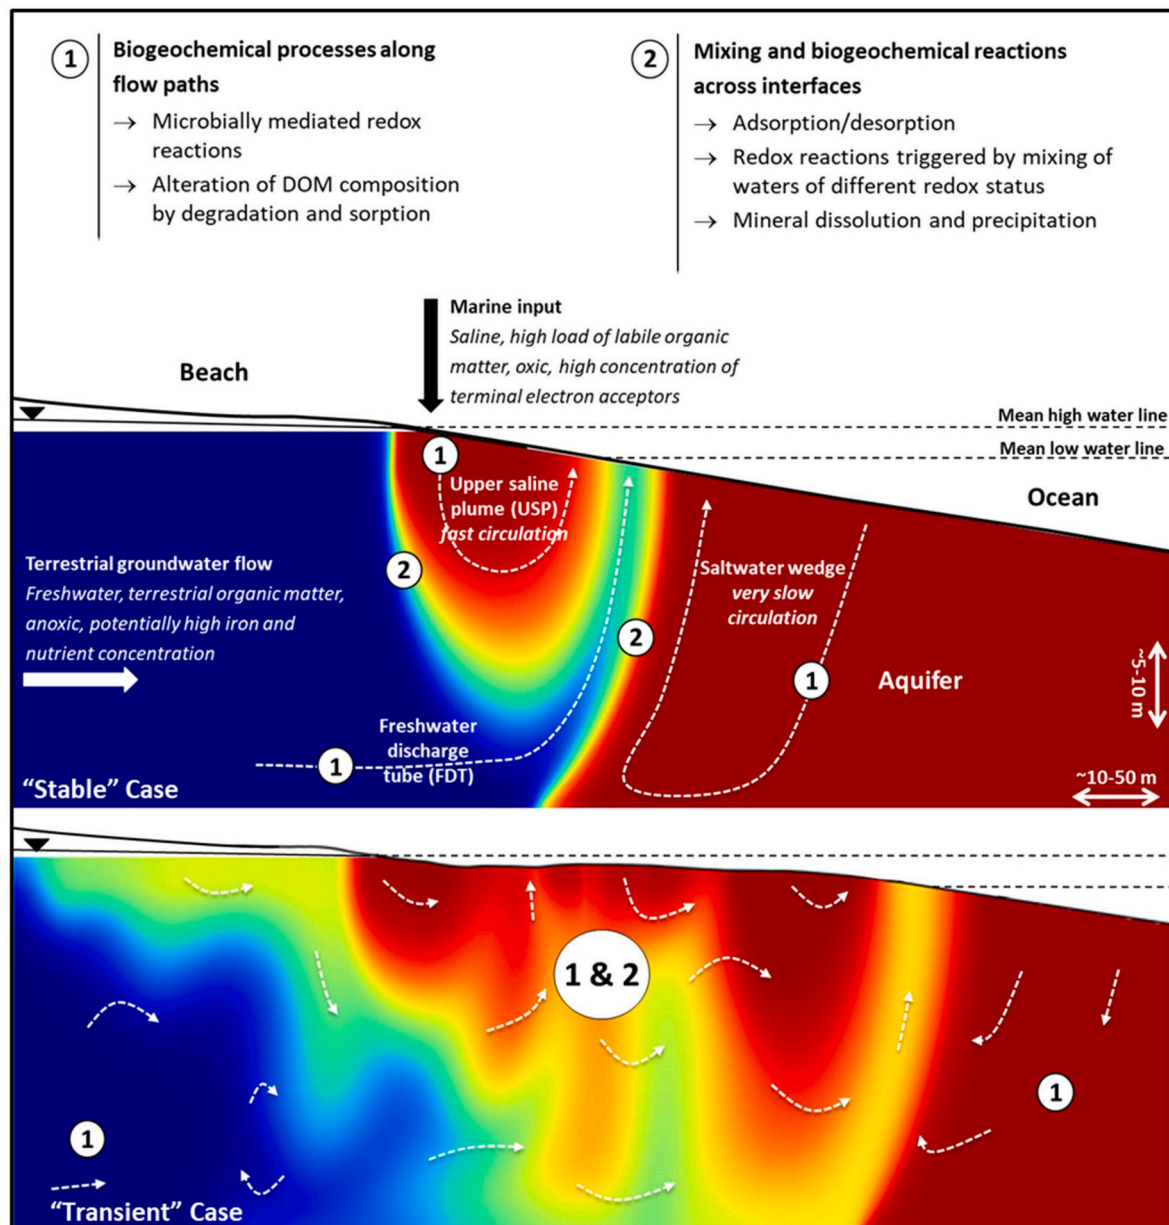 1
Biogeochemical processes along
flow paths
→ Microbially mediated redox
reactions
→ Alteration of DOM composition
by degradation and sorption
2
Mixing and biogeochemical reactions
across interfaces
→ Adsorption/desorption
→ Redox reactions triggered by mixing of
waters of different redox status
→ Mineral dissolution and precipitation
Marine input
Saline, high load of labile organic
matter, oxic, high concentration of
terminal electron acceptors
Beach
Mean high water line
Mean low water line
Ocean
1
Upper saline
plume (USP)
fast circulation
2
Terrestrial groundwater flow
Freshwater, terrestrial organic matter,
anoxic, potentially high iron and
nutrient concentration
Saltwater wedge
very slow
circulation
2
1
Aquifer
~5-10 m
Freshwater
discharge
tube (FDT)
1
~10-50 m
"Stable" Case
1 & 2
1
1
"Transient" Case